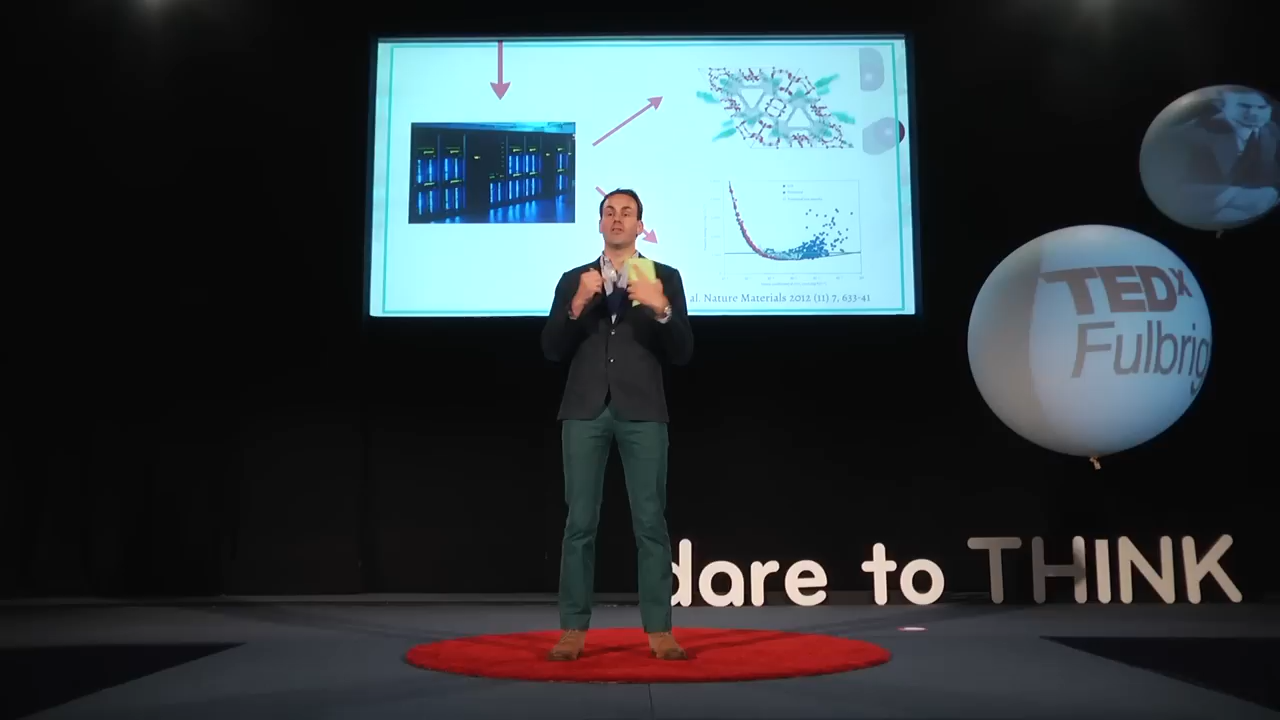 al. Nature Materials 2012 (11) 7, 633-41
TEDx
Fulbrig
dare to THINK